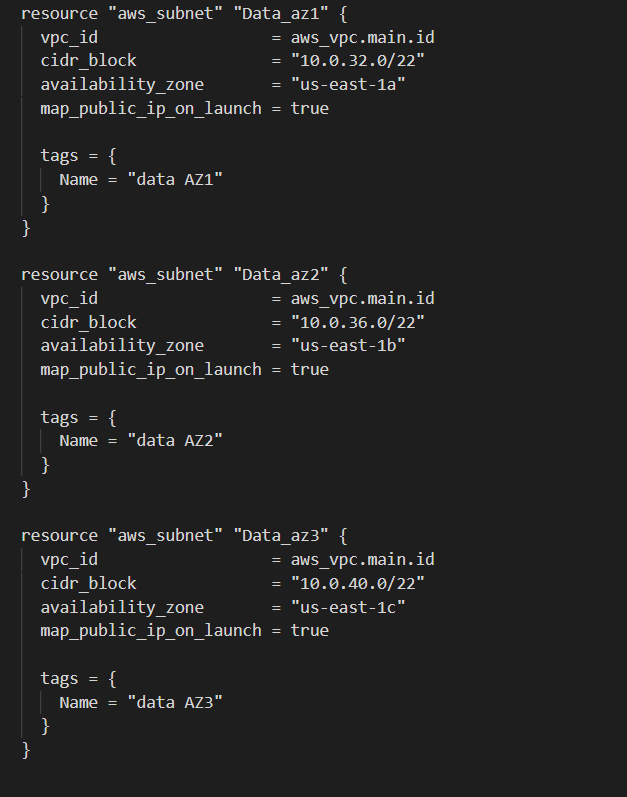 resource "aws_subnet" "Data_az1" {
  vpc_id                  = aws_vpc.main.id
  cidr_block              = "10.0.32.0/22"
  availability_zone       = "us-east-1a"
  map_public_ip_on_launch = true

  tags = {
    Name = "data AZ1"
  }
}

resource "aws_subnet" "Data_az2" {
  vpc_id                  = aws_vpc.main.id
  cidr_block              = "10.0.36.0/22"
  availability_zone       = "us-east-1b"
  map_public_ip_on_launch = true

  tags = {
    Name = "data AZ2"
  }
}

resource "aws_subnet" "Data_az3" {
  vpc_id                  = aws_vpc.main.id
  cidr_block              = "10.0.40.0/22"
  availability_zone       = "us-east-1c"
  map_public_ip_on_launch = true

  tags = {
    Name = "data AZ3"
  }
}